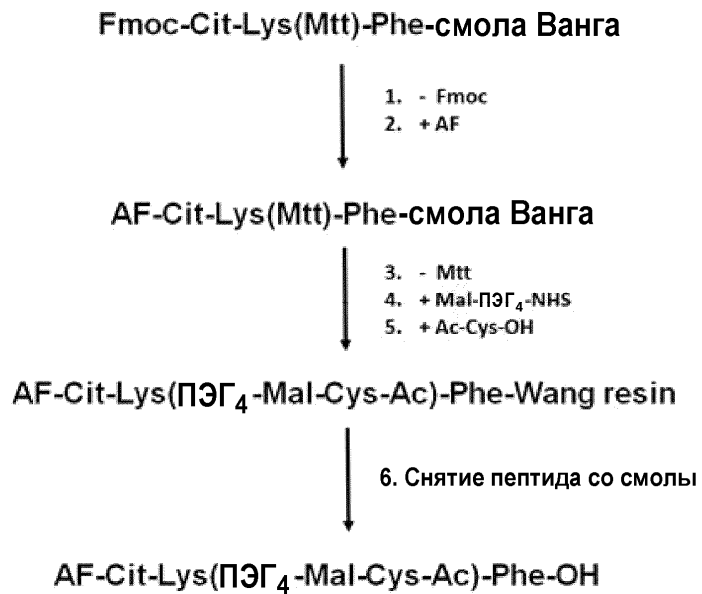 Fmoc-Cit-Lys(Mtt)-Phe-смола Ванга
1. - Fmoc
2. + AF
AF-Cit-Lys(Mtt)-Phe-смола Ванга
3. - Mtt
4. + Mal-ПЭГ₄-NHS
5. + Ac-Cys-OH
AF-Cit-Lys(ПЭГ₄-Mal-Cys-Ac)-Phe-Wang resin
6. Снятие пептида со смолы
AF-Cit-Lys(ПЭГ₄-Mal-Cys-Ac)-Phe-OH